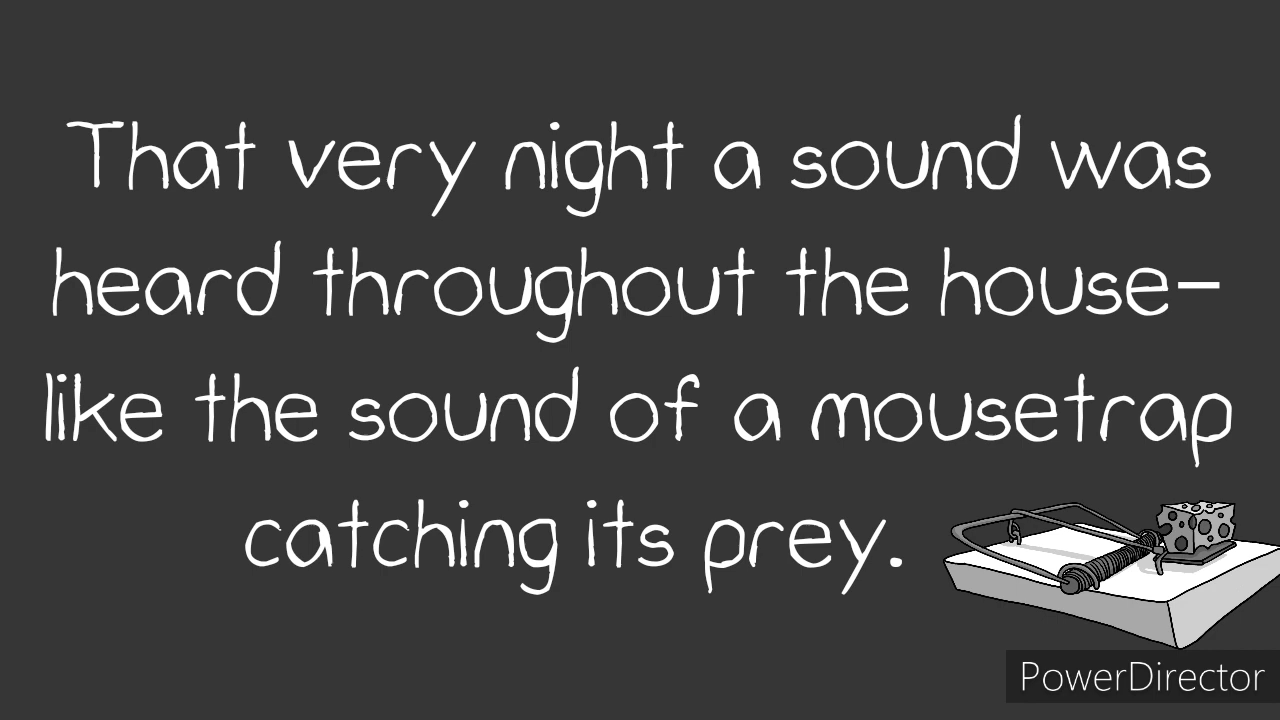 That very night a sound was
heard throughout the house-
like the sound of a mousetrap
catching its prey.
PowerDirector